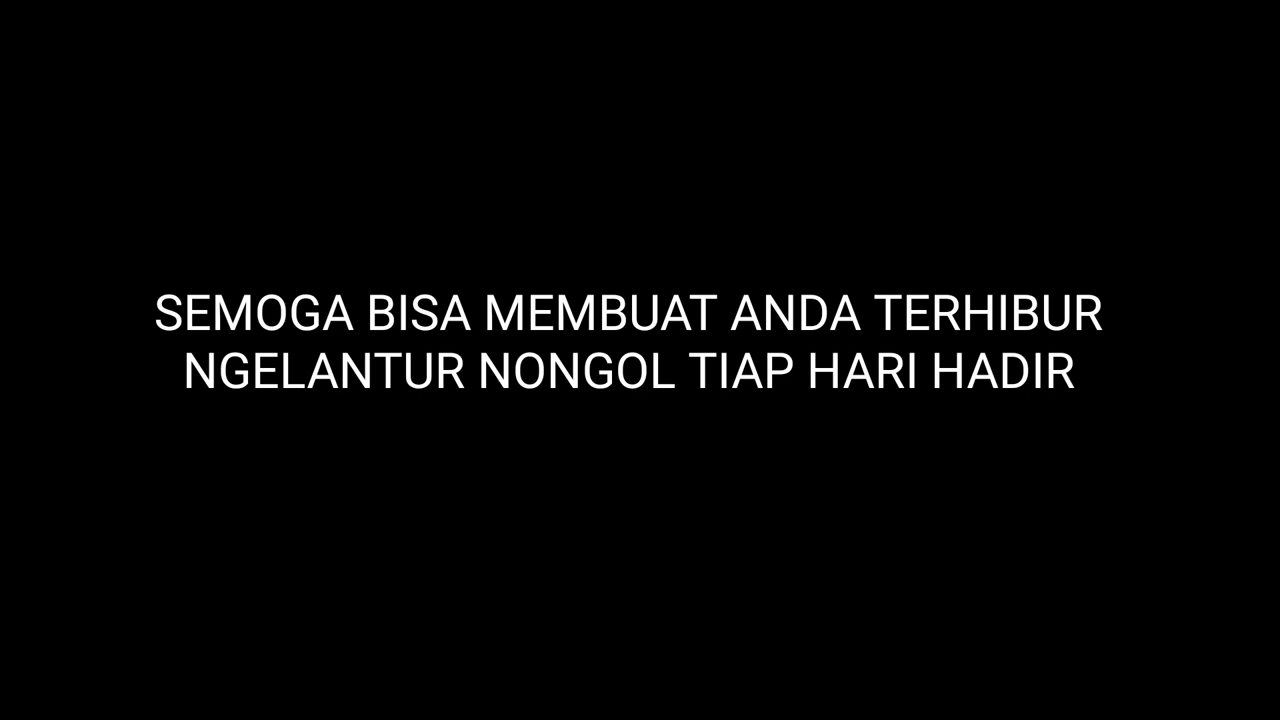 SEMOGA BISA MEMBUAT ANDA TERHIBUR
NGELANTUR NONGOL TIAP HARI HADIR